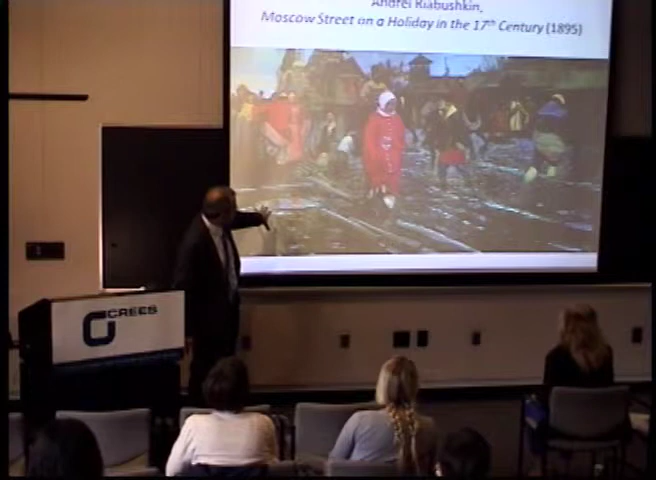 Andrei Riabushkin,
Moscow Street on a Holiday in the 17th Century (1895)
CREES